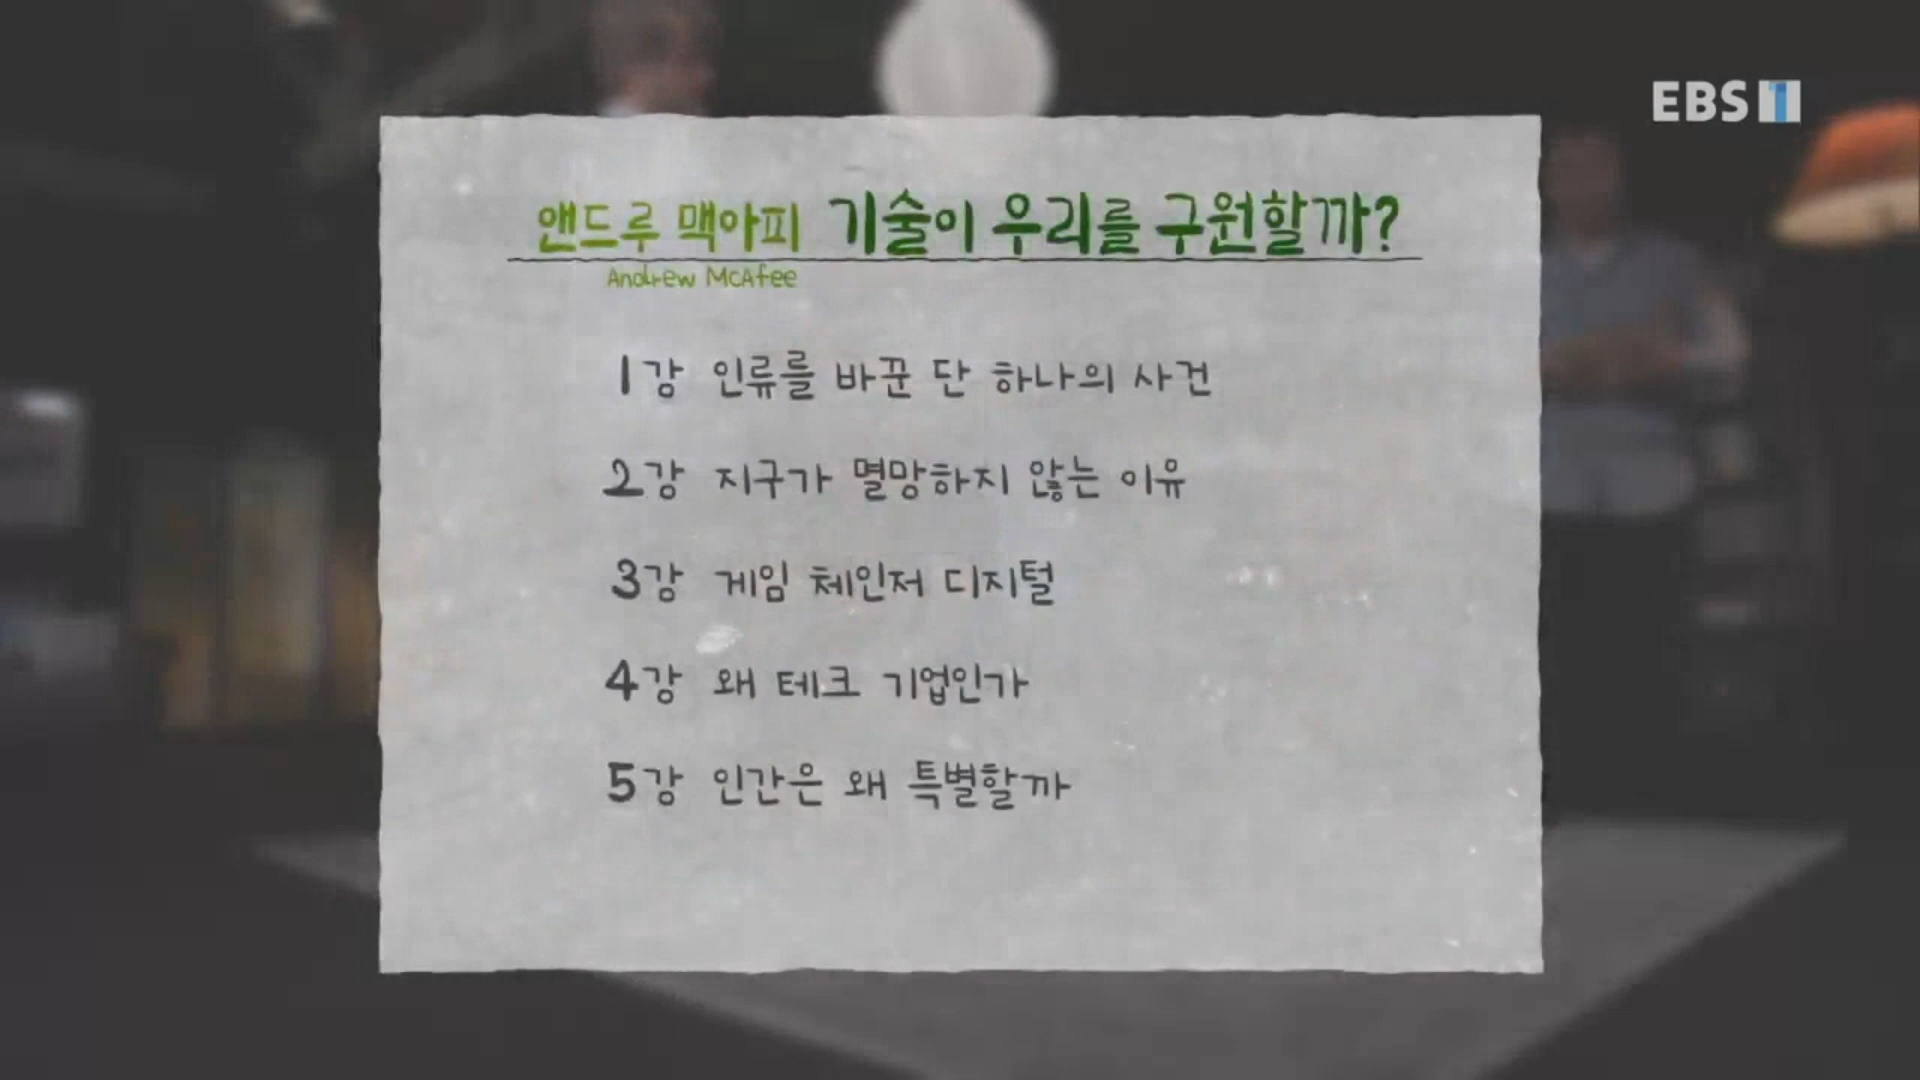 EBS 1
앤드루 맥아피 기술이 우리를 구원할까?
Andrew McAfee
1강 인류를 바꾼 단 하나의 사건
2강 지구가 멸망하지 않는 이유
3강 게임 체인저 디지털
4강 왜 테크 기업인가
5강 인간은 왜 특별할까